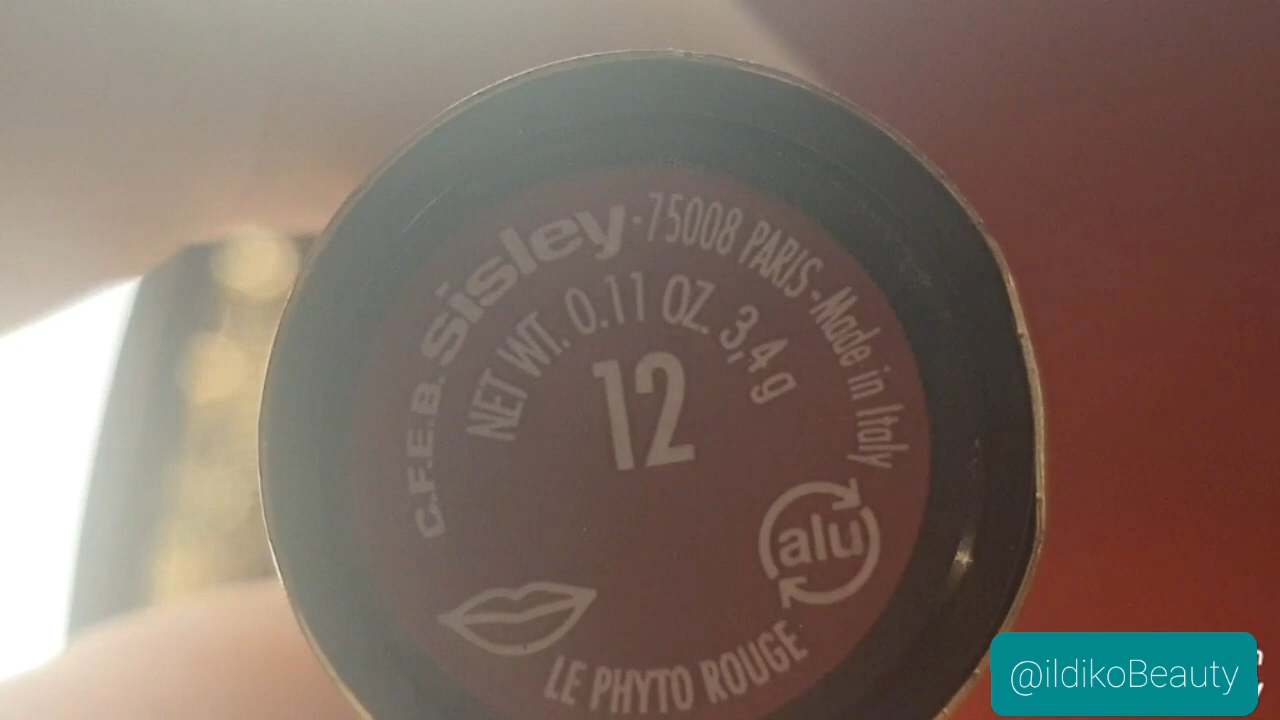 C.F.E.B. sisley - 75008 PARIS - Made in Italy
NET WT. 0.11 OZ. 3,4 g
12
alu
LE PHYTO ROUGE
@ildikoBeauty